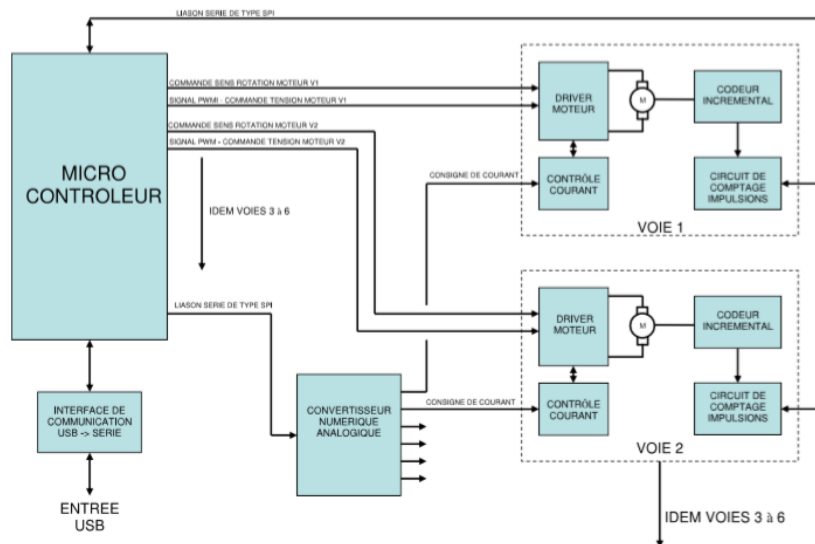 LIASON SERIE DE TYPE SPI
COMMANDE SENS ROTATION MOTEUR V1
SIGNAL PWMI - COMMANDE TENSION MOTEUR V1
COMMANDE SENS ROTATION MOTEUR V2
SIGNAL PWM - COMMANDE TENSION MOTEUR V2
MICRO
CONTROLEUR
IDEM VOIES 3 à 6
LIASON SERIE DE TYPE SPI
INTERFACE DE
COMMUNICATION
USB -> SERIE
ENTREE
USB
CONVERTISSEUR
NUMERIQUE
ANALOGIQUE
CONSIGNE DE COURANT
CONSIGNE DE COURANT
DRIVER
MOTEUR
M
CODEUR
INCREMENTAL
CONTRÔLE
COURANT
CIRCUIT DE
COMPTAGE
IMPULSIONS
VOIE 1
DRIVER
MOTEUR
M
CODEUR
INCREMENTAL
CONTRÔLE
COURANT
CIRCUIT DE
COMPTAGE
IMPULSIONS
VOIE 2
IDEM VOIES 3 à 6